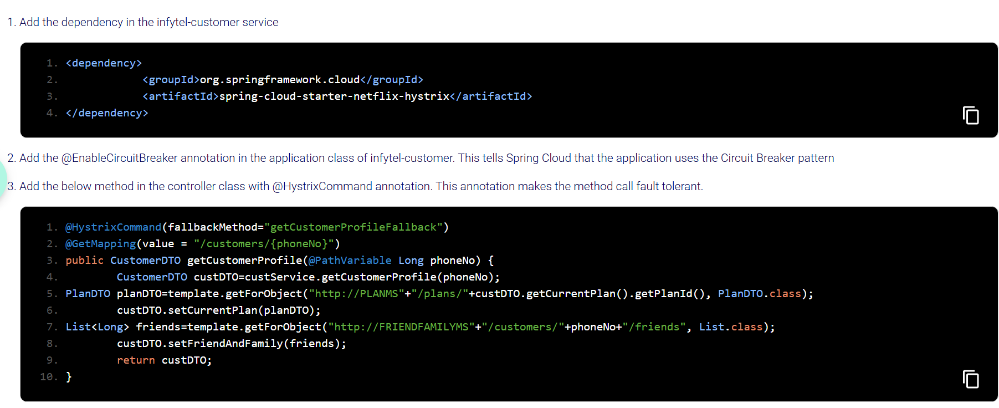 1. Add the dependency in the infytel-customer service
1. <dependency>
2. <groupId>org.springframework.cloud</groupId>
3. <artifactId>spring-cloud-starter-netflix-hystrix</artifactId>
4. </dependency>
2. Add the @EnableCircuitBreaker annotation in the application class of infytel-customer. This tells Spring Cloud that the application uses the Circuit Breaker pattern
3. Add the below method in the controller class with @HystrixCommand annotation. This annotation makes the method call fault tolerant.
1. @HystrixCommand(fallbackMethod="getCustomerProfileFallback")
2. @GetMapping(value = "/customers/{phoneNo}")
3. public CustomerDTO getCustomerProfile(@PathVariable Long phoneNo) {
4. CustomerDTO custDTO=custService.getCustomerProfile(phoneNo);
5. PlanDTO planDTO=template.getForObject("http://PLANMS"+"/plans/"+custDTO.getCurrentPlan().getPlanId(), PlanDTO.class);
6. custDTO.setCurrentPlan(planDTO);
7. List<Long> friends=template.getForObject("http://FRIENDFAMILYMS"+"/customers/"+phoneNo+"/friends", List.class);
8. custDTO.setFriendAndFamily(friends);
9. return custDTO;
10. }